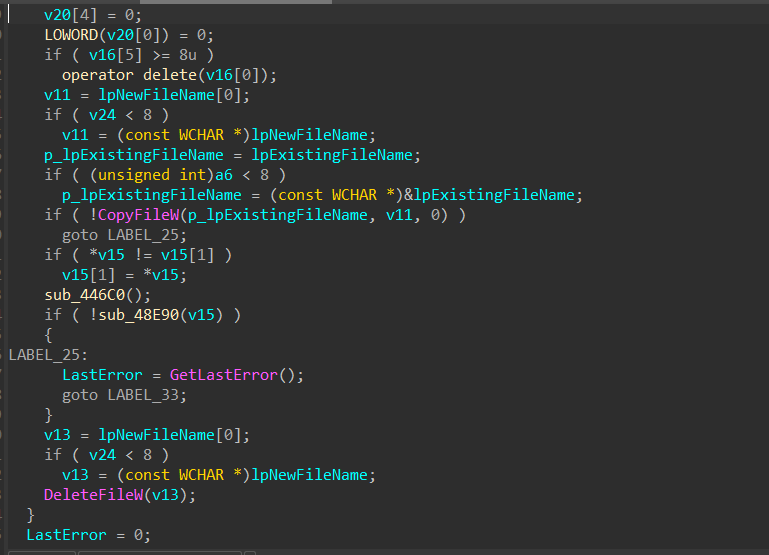 v20[4] = 0;
LOWORD(v20[0]) = 0;
if ( v16[5] >= 8u )
operator delete(v16[0]);
v11 = lpNewFileName[0];
if ( v24 < 8 )
v11 = (const WCHAR *)lpNewFileName;
p_lpExistingFileName = lpExistingFileName;
if ( (unsigned int)a6 < 8 )
p_lpExistingFileName = (const WCHAR *)&lpExistingFileName;
if ( !CopyFileW(p_lpExistingFileName, v11, 0) )
goto LABEL_25;
if ( *v15 != v15[1] )
v15[1] = *v15;
sub_446C0();
if ( !sub_48E90(v15) )
{
LABEL_25:
LastError = GetLastError();
goto LABEL_33;
}
v13 = lpNewFileName[0];
if ( v24 < 8 )
v13 = (const WCHAR *)lpNewFileName;
DeleteFileW(v13);
}
LastError = 0;